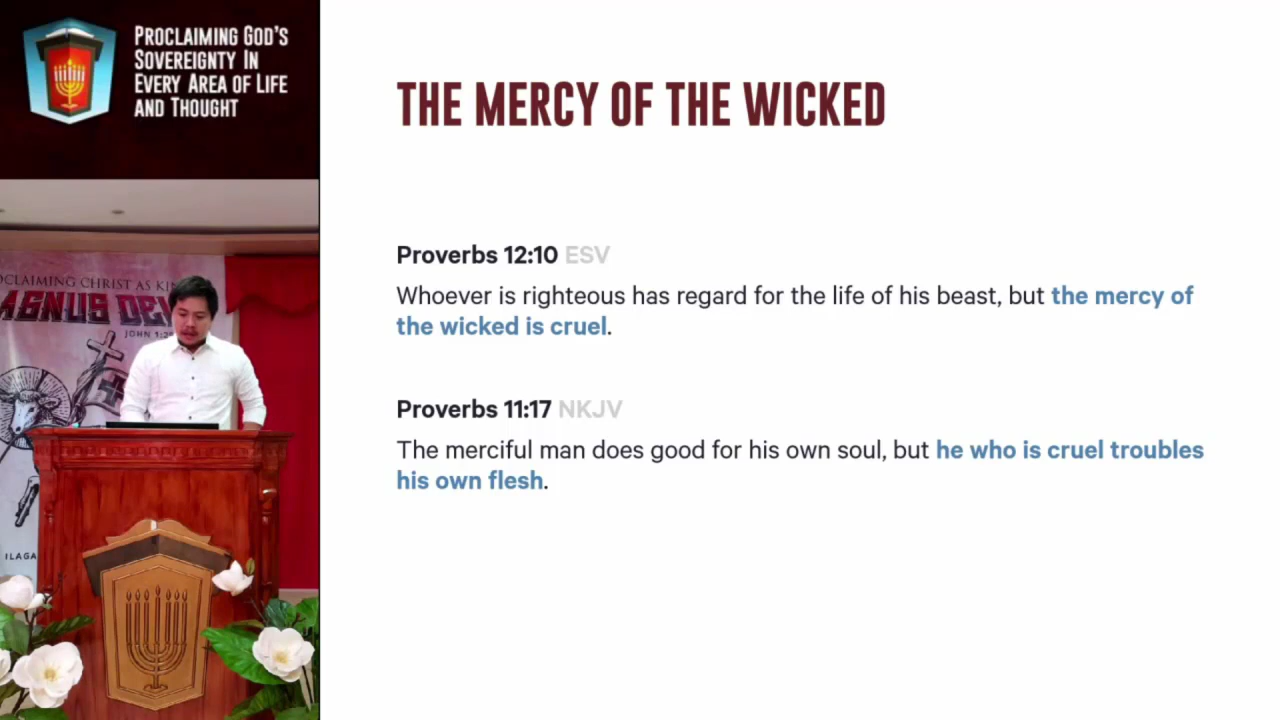 PROCLAIMING GOD'S
SOVEREIGNTY IN
EVERY AREA OF LIFE
AND THOUGHT
THE MERCY OF THE WICKED
Proverbs 12:10 ESV
Whoever is righteous has regard for the life of his beast, but the mercy of
the wicked is cruel.
Proverbs 11:17 NKJV
The merciful man does good for his own soul, but he who is cruel troubles
his own flesh.
CHRIST AS
JOHN